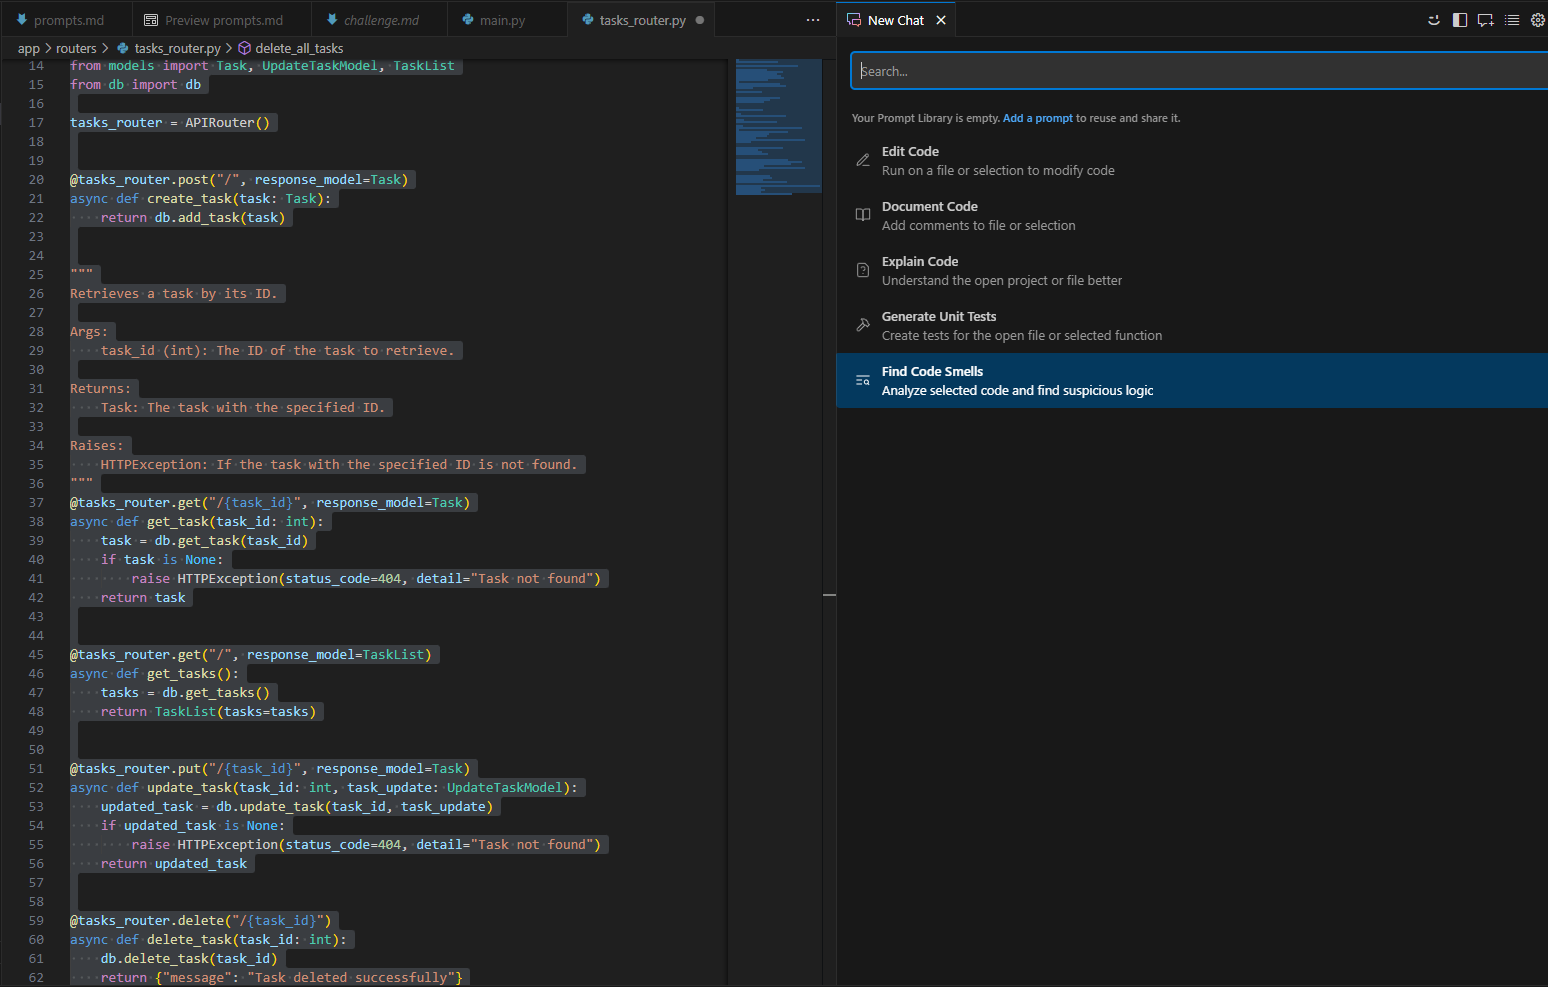 prompts.md
Preview prompts.md
challenge.md
main.py
tasks_router.py
New Chat
app > routers > tasks_router.py > delete_all_tasks
14 from models import Task, UpdateTaskModel, TaskList
15 from db import db
16
17 tasks_router = APIRouter()
18
19
20 @tasks_router.post("/", response_model=Task)
21 async def create_task(task: Task):
22     return db.add_task(task)
23
24
25 """
26 Retrieves a task by its ID.
27
28 Args:
29     task_id (int): The ID of the task to retrieve.
30
31 Returns:
32     Task: The task with the specified ID.
33
34 Raises:
35     HTTPException: If the task with the specified ID is not found.
36 """
37 @tasks_router.get("/{task_id}", response_model=Task)
38 async def get_task(task_id: int):
39     task = db.get_task(task_id)
40     if task is None:
41         raise HTTPException(status_code=404, detail="Task not found")
42     return task
43
44
45 @tasks_router.get("/", response_model=TaskList)
46 async def get_tasks():
47     tasks = db.get_tasks()
48     return TaskList(tasks=tasks)
49
50
51 @tasks_router.put("/{task_id}", response_model=Task)
52 async def update_task(task_id: int, task_update: UpdateTaskModel):
53     updated_task = db.update_task(task_id, task_update)
54     if updated_task is None:
55         raise HTTPException(status_code=404, detail="Task not found")
56     return updated_task
57
58
59 @tasks_router.delete("/{task_id}")
60 async def delete_task(task_id: int):
61     db.delete_task(task_id)
62     return {"message": "Task deleted successfully"}
Search...
Your Prompt Library is empty. Add a prompt to reuse and share it.
Edit Code
Run on a file or selection to modify code
Document Code
Add comments to file or selection
Explain Code
Understand the open project or file better
Generate Unit Tests
Create tests for the open file or selected function
Find Code Smells
Analyze selected code and find suspicious logic